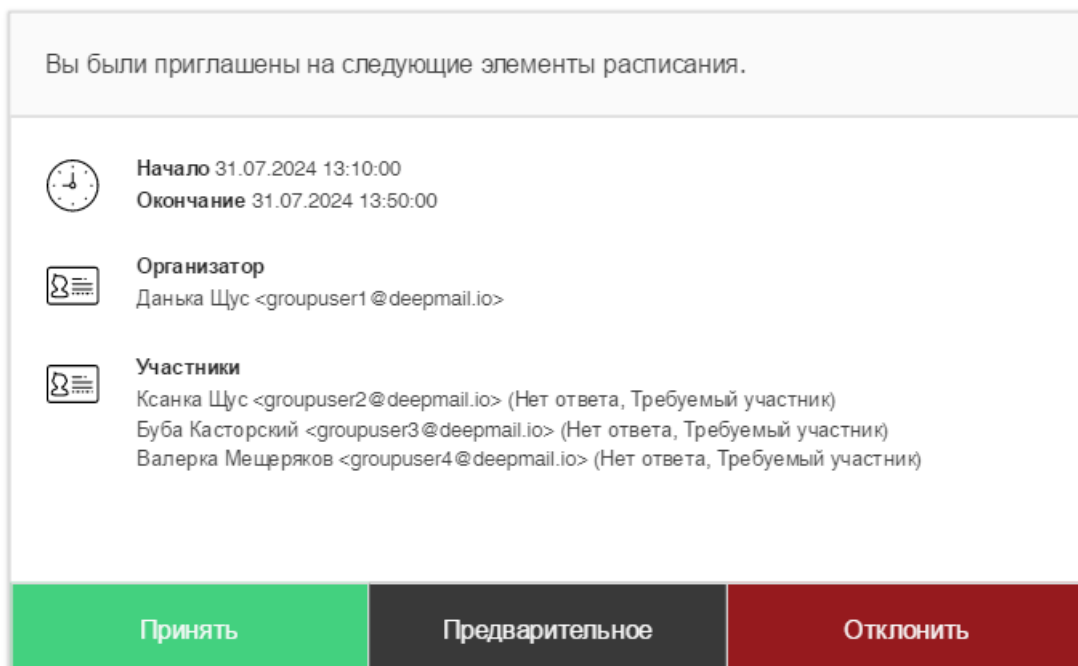 Вы были приглашены на следующие элементы расписания.
Начало 31.07.2024 13:10:00
Окончание 31.07.2024 13:50:00
Организатор
Данька Щус <groupuser1@deepmail.io>
Участники
Ксанка Щус <groupuser2@deepmail.io> (Нет ответа, Требуемый участник)
Буба Касторский <groupuser3@deepmail.io> (Нет ответа, Требуемый участник)
Валерка Мещеряков <groupuser4@deepmail.io> (Нет ответа, Требуемый участник)
Принять
Предварительное
Отклонить